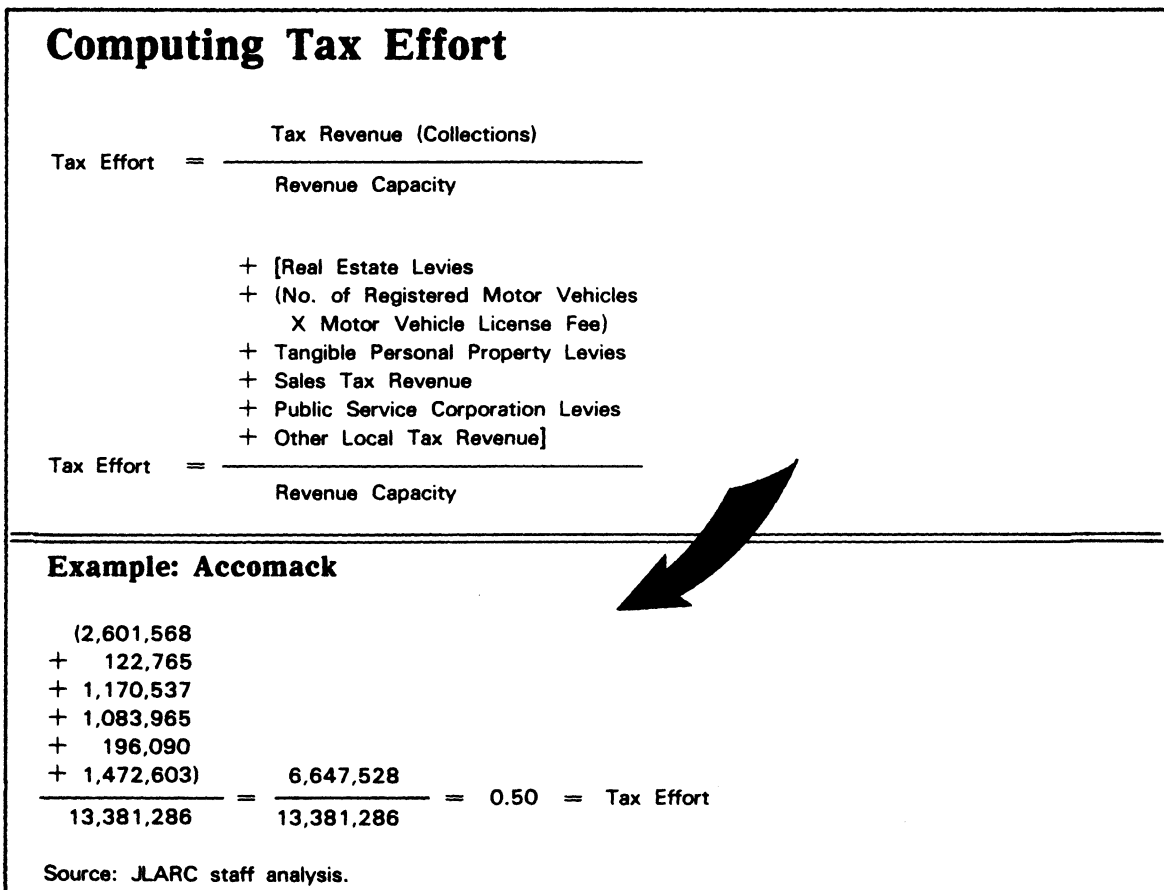 Computing Tax Effort
Tax Revenue (Collections)
Tax Effort =
Revenue Capacity
+ [Real Estate Levies
+ (No. of Registered Motor Vehicles
X Motor Vehicle License Fee)
+ Tangible Personal Property Levies
+ Sales Tax Revenue
+ Public Service Corporation Levies
+ Other Local Tax Revenue]
Tax Effort =
Revenue Capacity
Example: Accomack
(2,601,568
+ 122,765
+ 1,170,537
+ 1,083,965
+ 196,090
+ 1,472,603) 6,647,528
= = 0.50 = Tax Effort
13,381,286 13,381,286
Source: JLARC staff analysis.